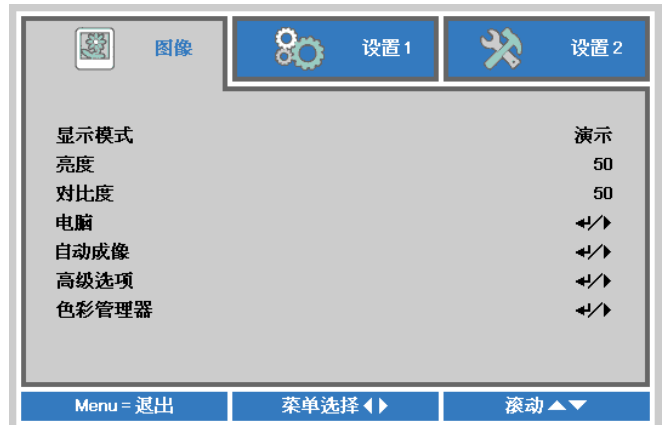 图像 设置 1 设置 2
显示模式 演示
亮度 50
对比度 50
电脑 ↵/▶
自动成像 ↵/▶
高级选项 ↵/▶
色彩管理器 ↵/▶
Menu = 退出 菜单选择 ◀▶ 滚动 ▲▼